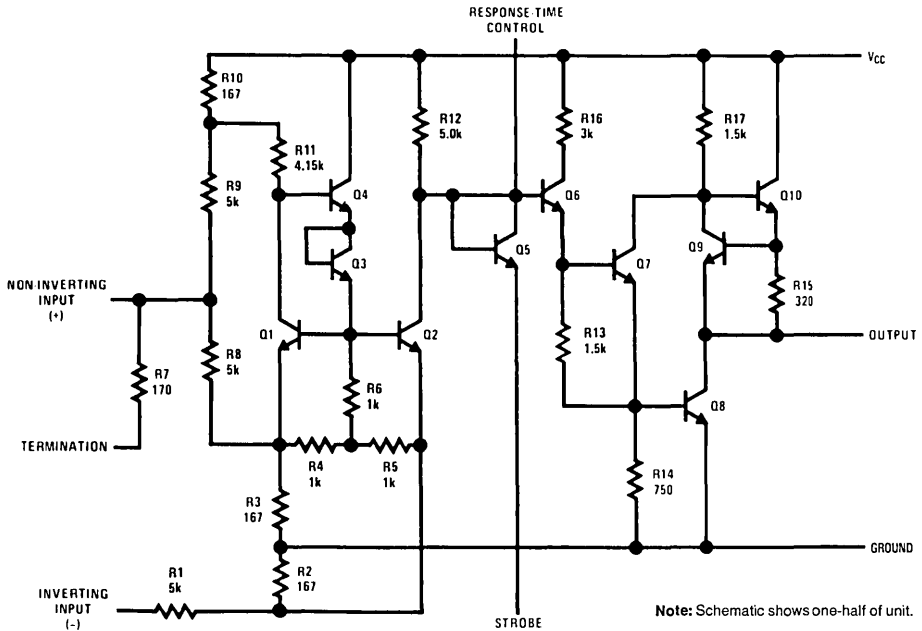 RESPONSE-TIME
CONTROL
VCC
R10
167
R12
5.0k
R16
3k
R17
1.5k
R11
4.15k
Q4
R9
5k
Q6
Q10
Q3
Q5
Q7
Q9
NON-INVERTING
INPUT
(+)
R15
320
Q1
Q2
OUTPUT
R8
5k
R13
1.5k
R7
170
R6
1k
Q8
TERMINATION
R4
1k
R5
1k
R14
750
R3
167
GROUND
R1
5k
R2
167
INVERTING
INPUT
(-)
STROBE
Note: Schematic shows one-half of unit.